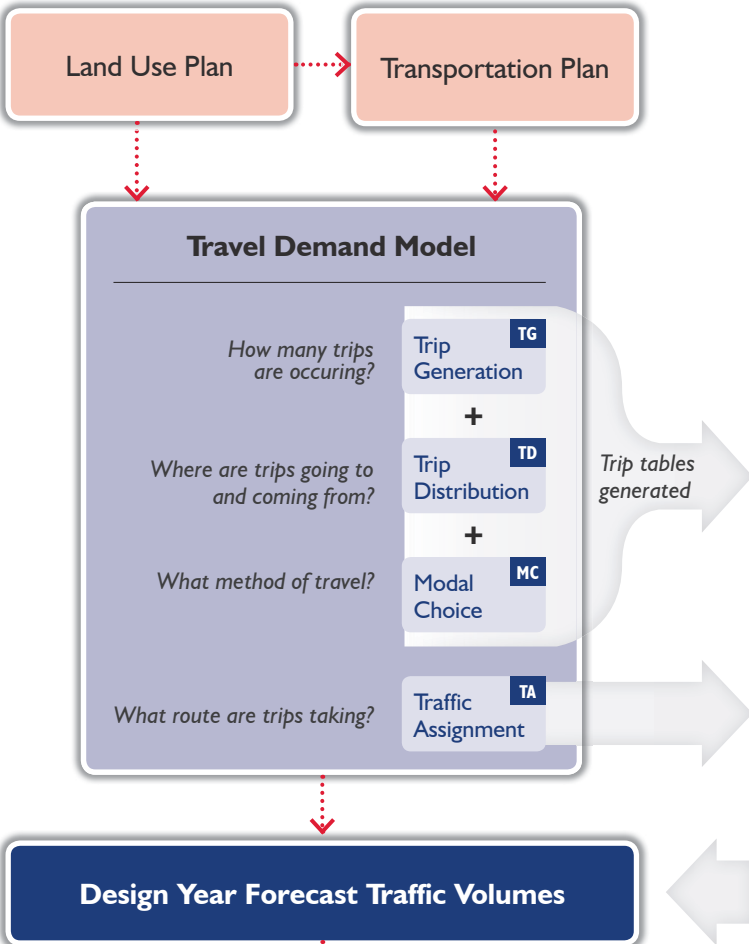 Land Use Plan
Transportation Plan
Travel Demand Model
How many trips
are occuring?
TG
Trip
Generation
+
Where are trips going to
and coming from?
TD
Trip
Distribution
Trip tables
generated
+
What method of travel?
MC
Modal
Choice
What route are trips taking?
TA
Traffic
Assignment
Design Year Forecast Traffic Volumes